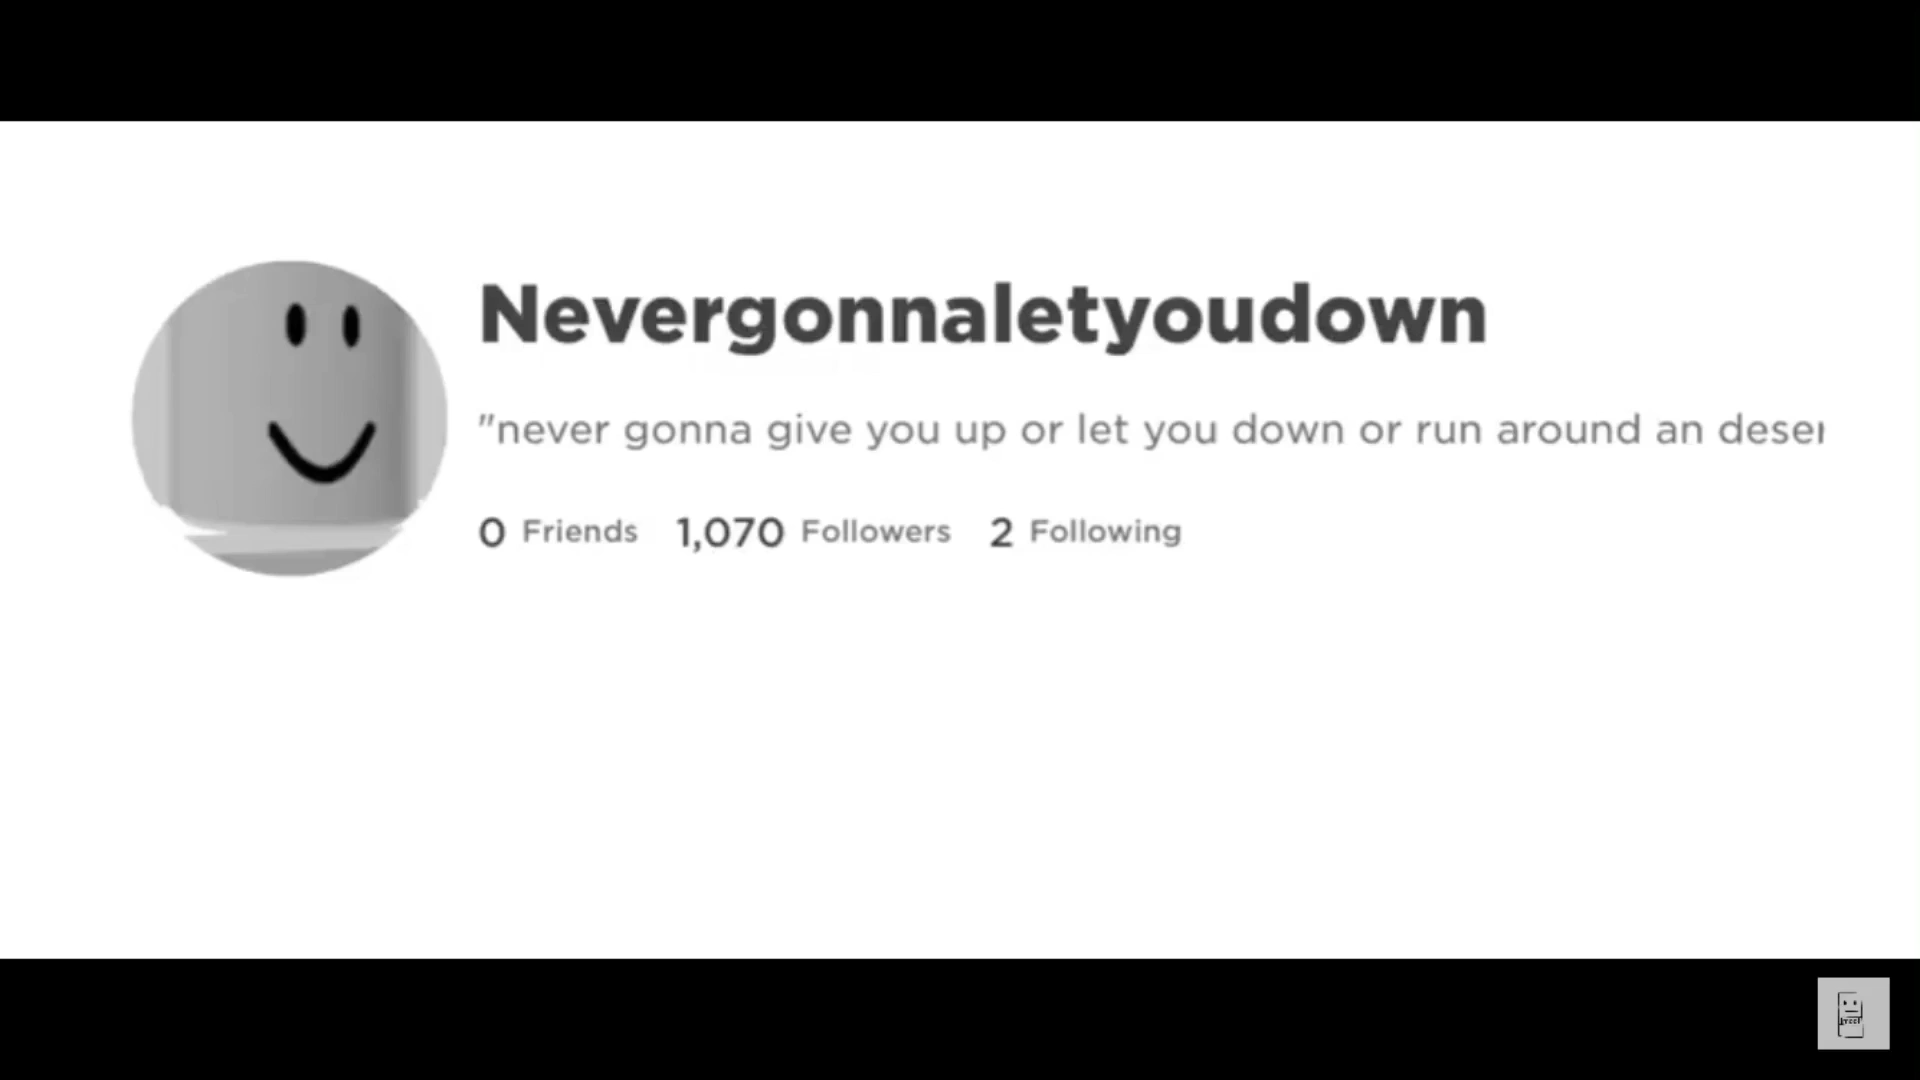 Nevergonnaletyoudown
"never gonna give you up or let you down or run around an deser
0 Friends 1,070 Followers 2 Following